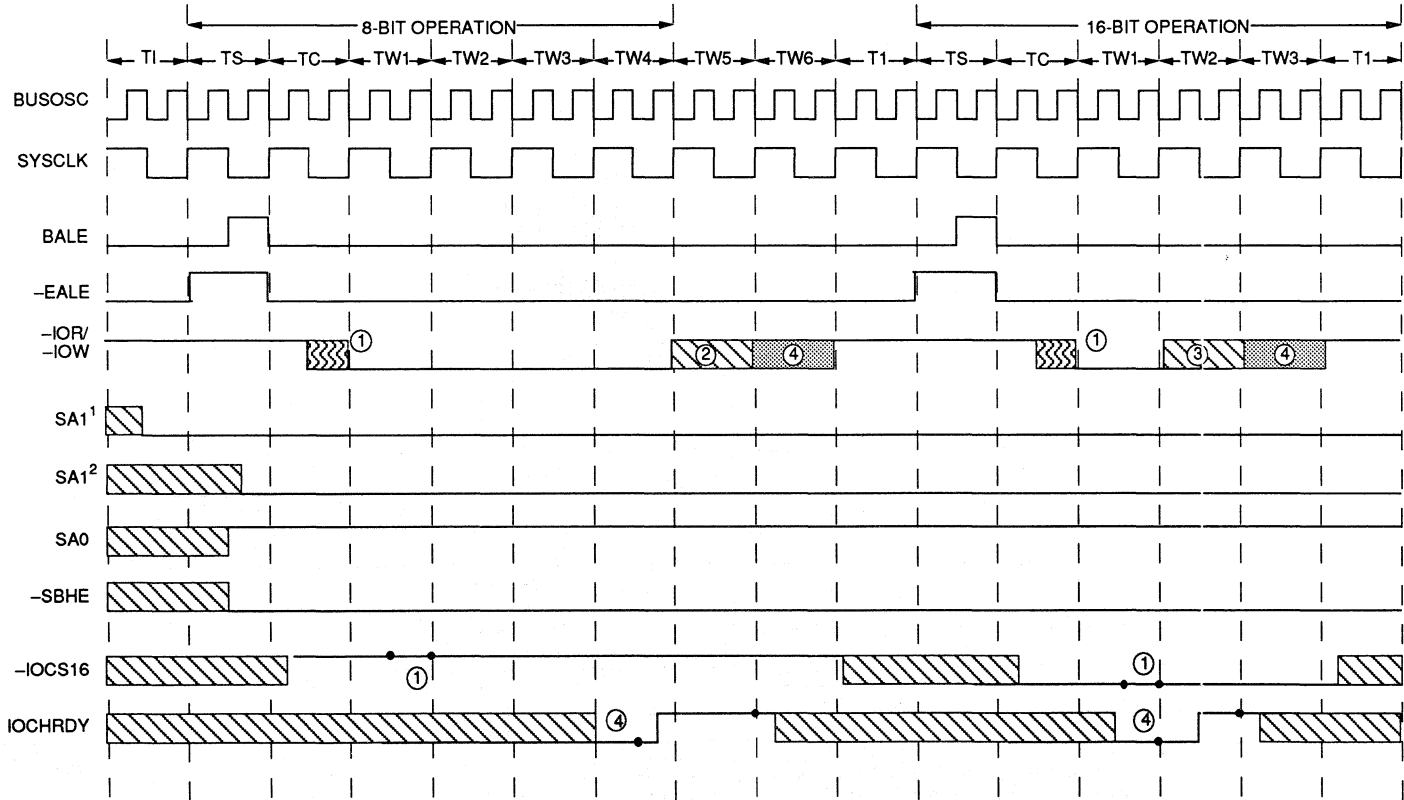 8-BIT OPERATION 16-BIT OPERATION
TI TS TC TW1 TW2 TW3 TW4 TW5 TW6 T1 TS TC TW1 TW2 TW3 T1
BUSOSC
SYSCLK
BALE
–EALE
–IOR/
–IOW
① ② ④ ① ③ ④
SA1¹
SA1²
SA0
–SBHE
–IOCS16 ① ①
IOCHRDY ④ ④